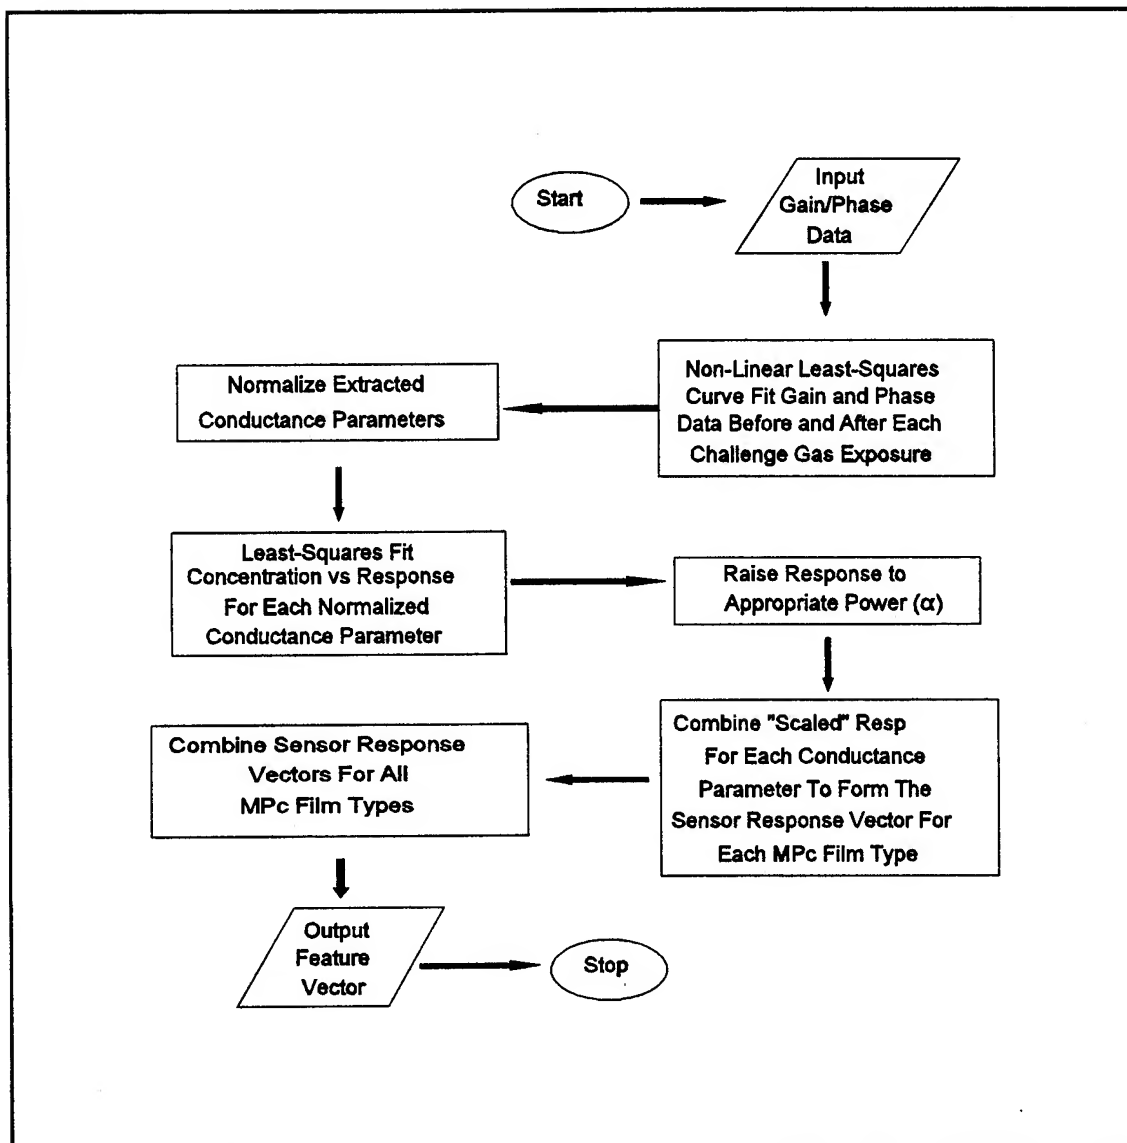 Start
Input
Gain/Phase
Data
Non-Linear Least-Squares
Curve Fit Gain and Phase
Data Before and After Each
Challenge Gas Exposure
Normalize Extracted
Conductance Parameters
Least-Squares Fit
Concentration vs Response
For Each Normalized
Conductance Parameter
Raise Response to
Appropriate Power (α)
Combine "Scaled" Resp
For Each Conductance
Parameter To Form The
Sensor Response Vector For
Each MPc Film Type
Combine Sensor Response
Vectors For All
MPc Film Types
Output
Feature
Vector
Stop